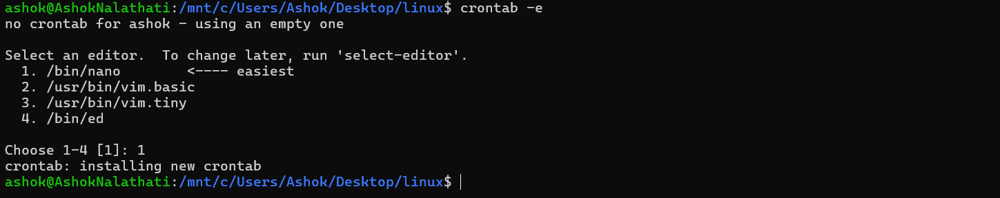 ashok@AshokNalathati:/mnt/c/Users/Ashok/Desktop/linux$ crontab -e
no crontab for ashok - using an empty one
Select an editor.  To change later, run 'select-editor'.
  1. /bin/nano        <---- easiest
  2. /usr/bin/vim.basic
  3. /usr/bin/vim.tiny
  4. /bin/ed
Choose 1-4 [1]: 1
crontab: installing new crontab
ashok@AshokNalathati:/mnt/c/Users/Ashok/Desktop/linux$